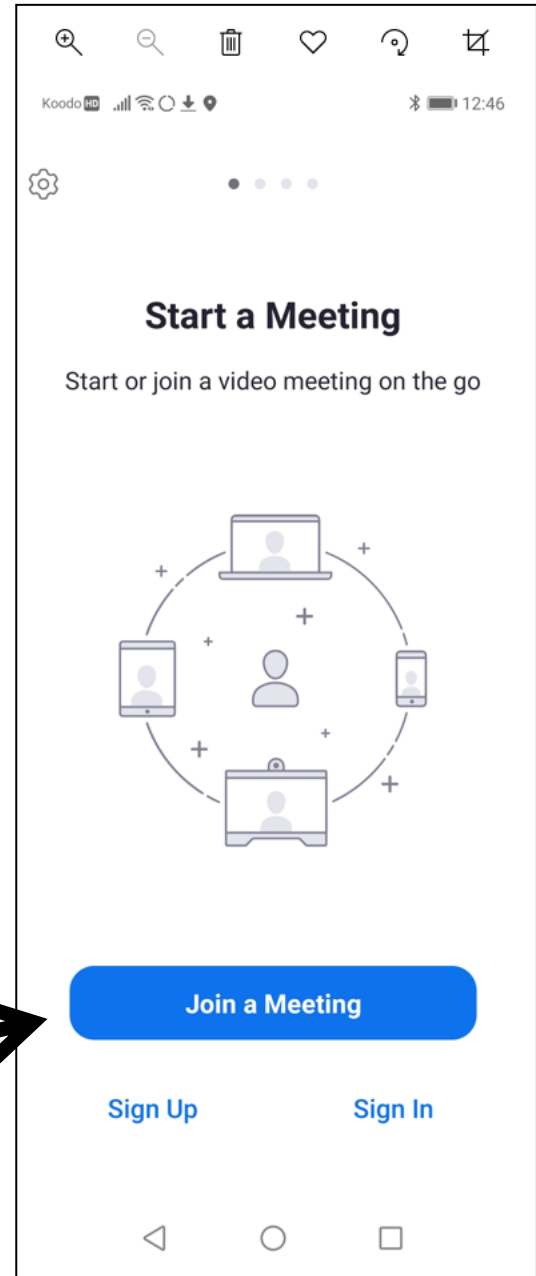 Koodo HD 12:46
Start a Meeting
Start or join a video meeting on the go
Join a Meeting
Sign Up Sign In